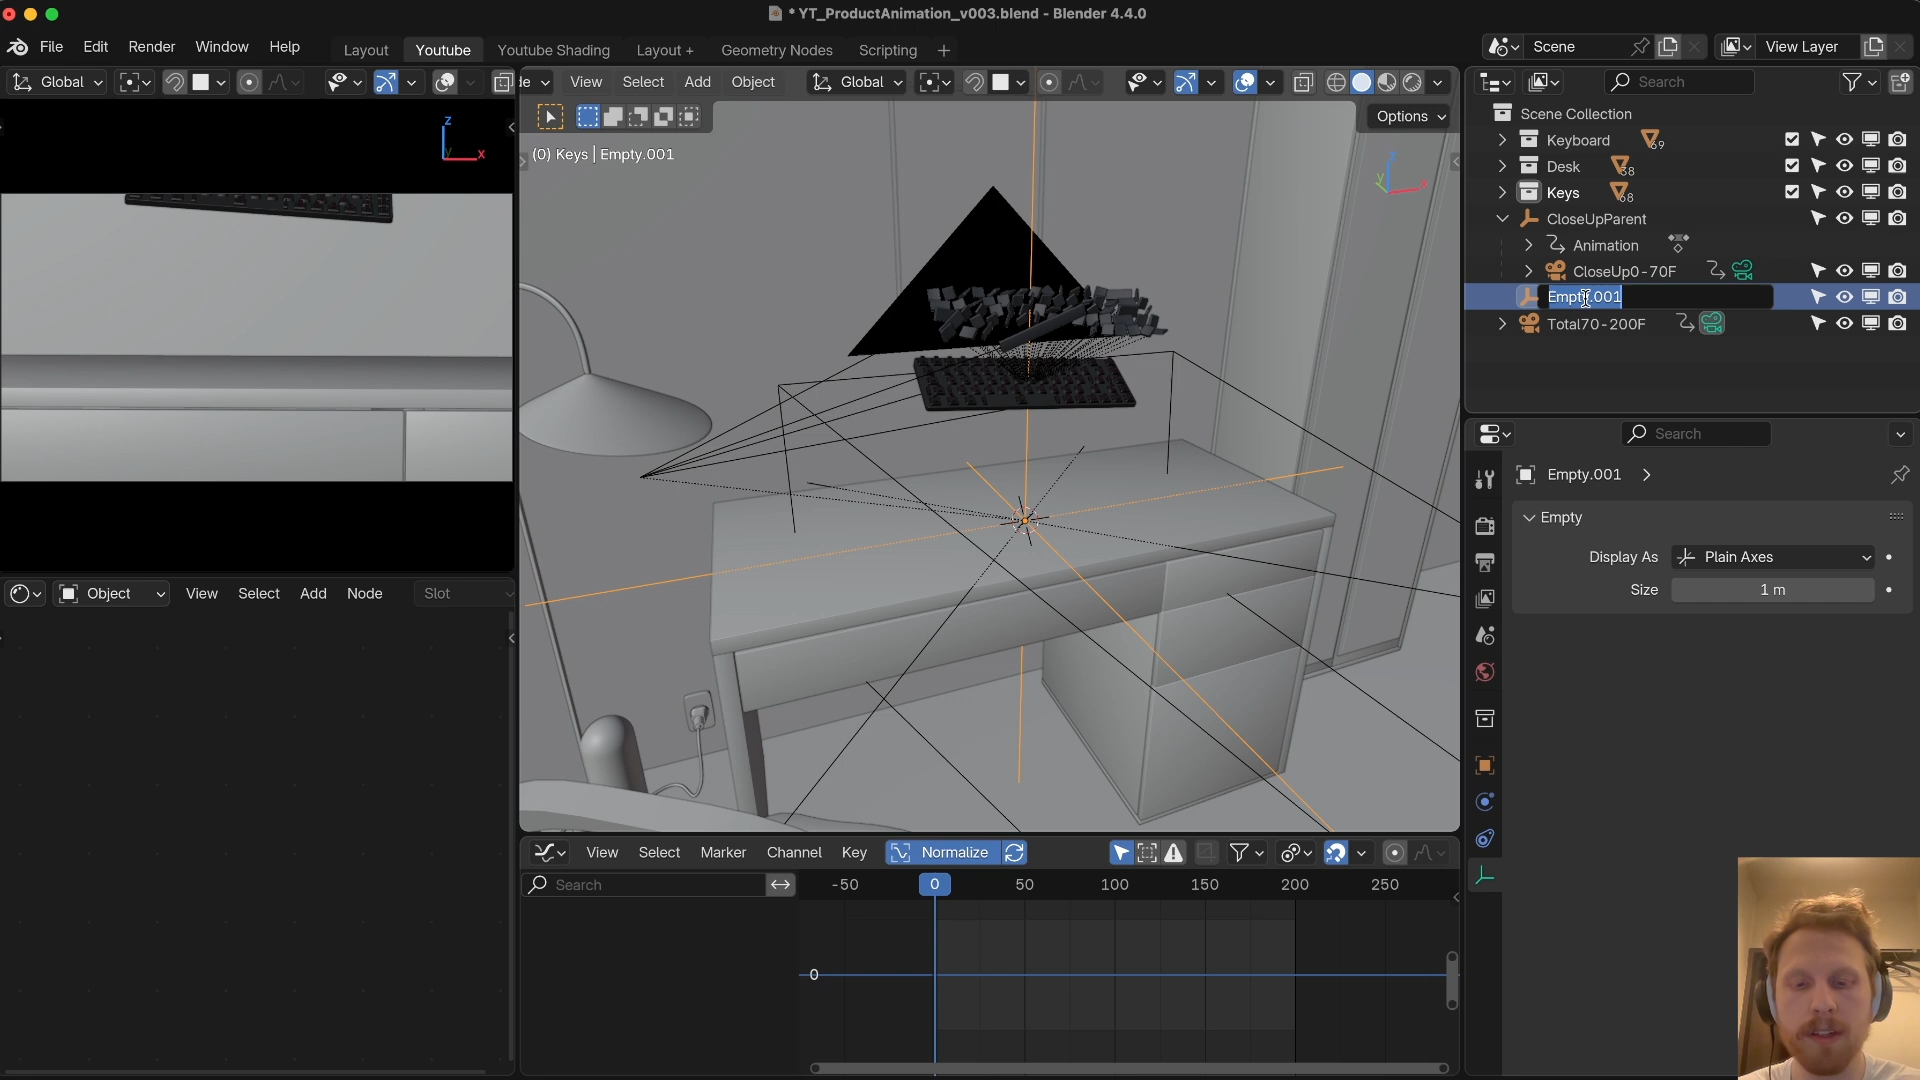 * YT_ProductAnimation_v003.blend - Blender 4.4.0
File Edit Render Window Help
Layout Youtube Youtube Shading Layout + Geometry Nodes Scripting +
Scene
View Layer
Global
de View Select Add Object Global
Search
Options
(0) Keys | Empty.001
Z
X
Y
Scene Collection
Keyboard 69
Desk 38
Keys 68
CloseUpParent
Animation
CloseUp0-70F
Empty.001
Total70-200F
Search
Empty.001
Empty
Display As Plain Axes
Size 1 m
Object View Select Add Node Slot
View Select Marker Channel Key Normalize
Search
-50 0 50 100 150 200 250
0